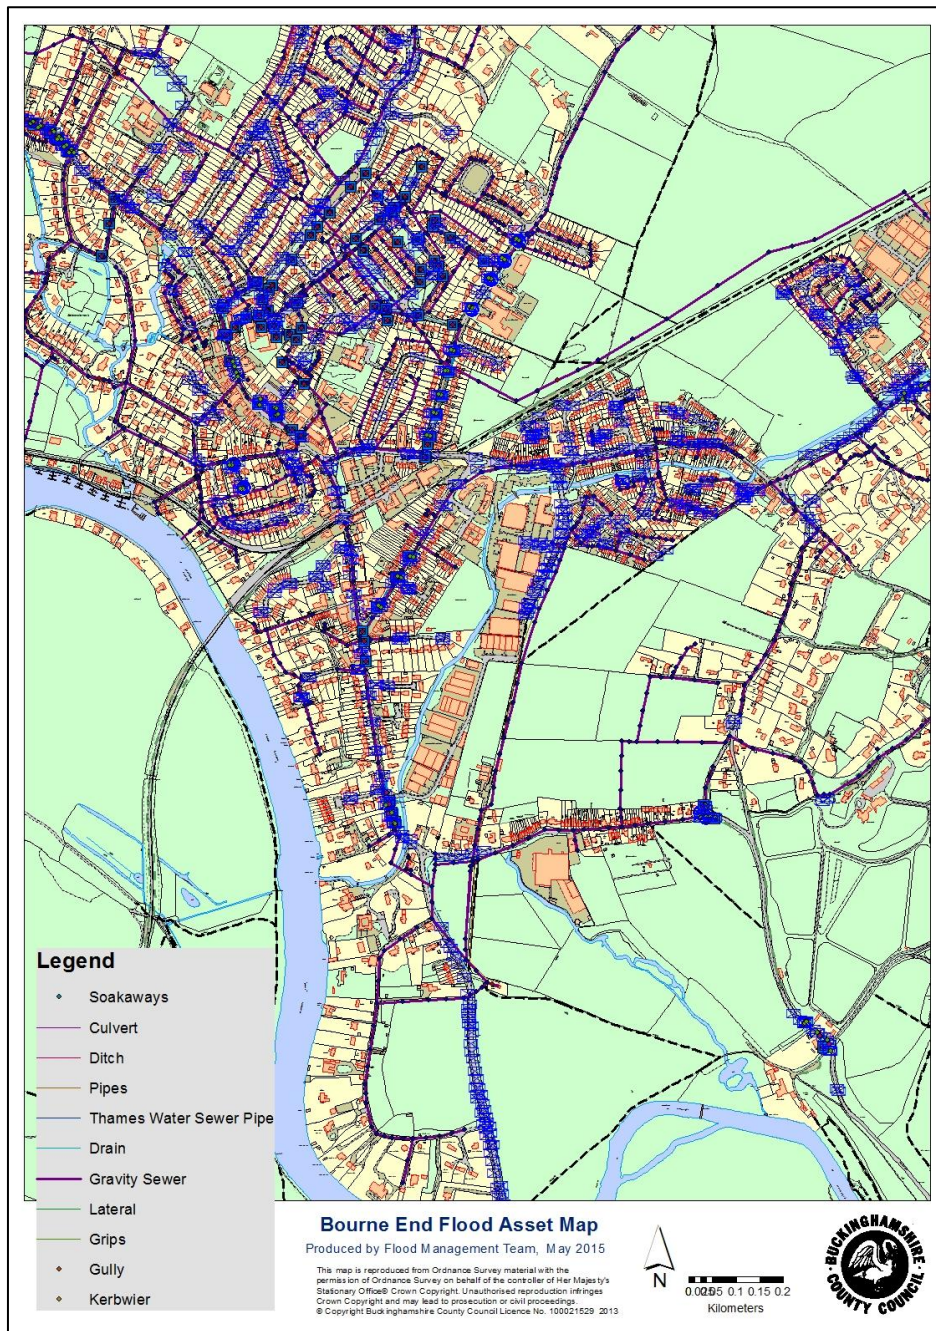 Legend
Soakaways
Culvert
Ditch
Pipes
Thames Water Sewer Pipe
Drain
Gravity Sewer
Lateral
Grips
Gully
Kerbwier
Bourne End Flood Asset Map
Produced by Flood Management Team, May 2015
This map is reproduced from Ordnance Survey material with the
permission of Ordnance Survey on behalf of the controller of Her Majesty's
Stationary Office® Crown Copyright. Unauthorised reproduction infringes
Crown Copyright and may lead to prosecution or civil proceedings.
© Copyright Buckinghamshire County Council Licence No. 100021529 2013
N
0.1 0.15 0.2
Kilometers
BUCKINGHAMSHIRE
COUNTY COUNCIL